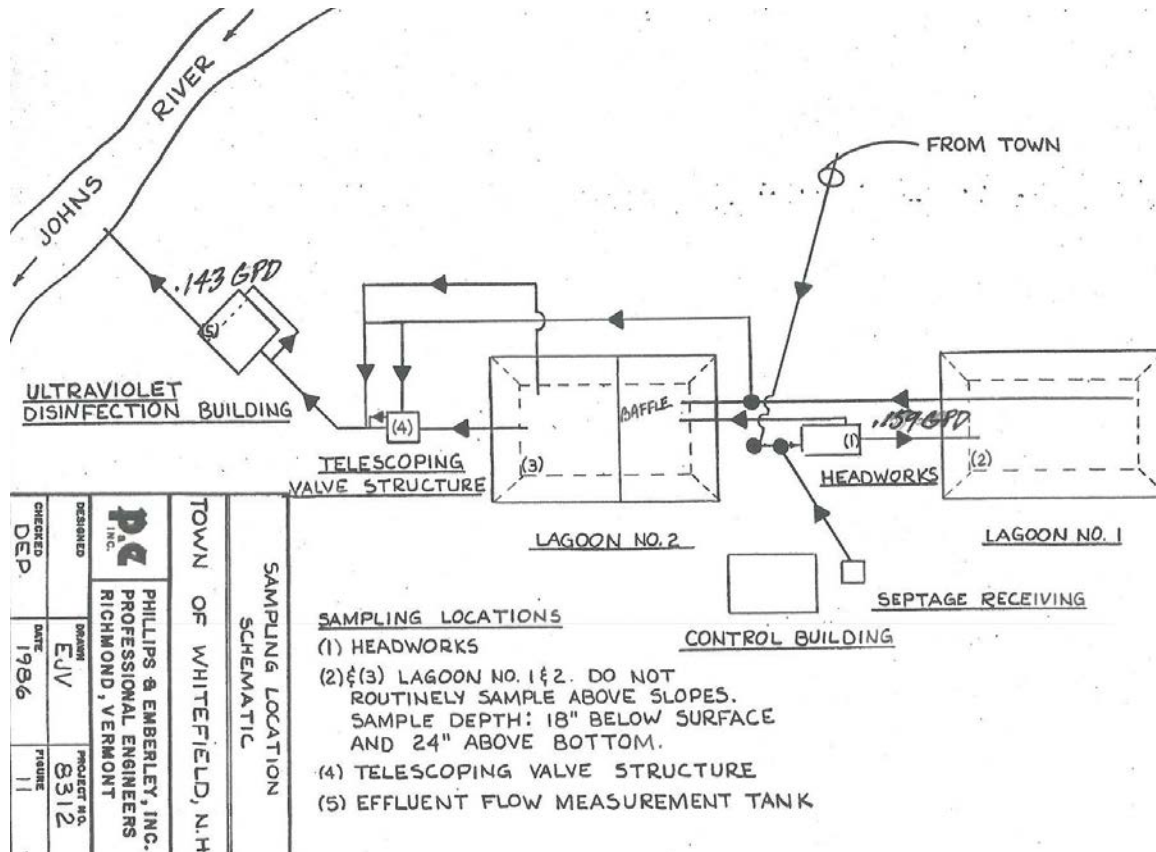 JOHNS RIVER
FROM TOWN
.143 GPD
(5)
ULTRAVIOLET
DISINFECTION BUILDING
(4)
TELESCOPING
VALVE STRUCTURE
(3)
BAFFLE
LAGOON NO. 2
.159 GPD
(1)
HEADWORKS
(2)
LAGOON NO. 1
SEPTAGE RECEIVING
CONTROL BUILDING
SAMPLING LOCATIONS
(1) HEADWORKS
(2)&(3) LAGOON NO. 1&2. DO NOT
ROUTINELY SAMPLE ABOVE SLOPES.
SAMPLE DEPTH: 18" BELOW SURFACE
AND 24" ABOVE BOTTOM.
(4) TELESCOPING VALVE STRUCTURE
(5) EFFLUENT FLOW MEASUREMENT TANK
SAMPLING LOCATION
SCHEMATIC
TOWN OF WHITEFIELD, N.H
P&E
INC.
PHILLIPS & EMBERLEY, INC.
PROFESSIONAL ENGINEERS
RICHMOND, VERMONT
DESIGNED
DRAWN
EJV
PROJECT NO.
8312
CHECKED
DEP
DATE
1986
FIGURE
11